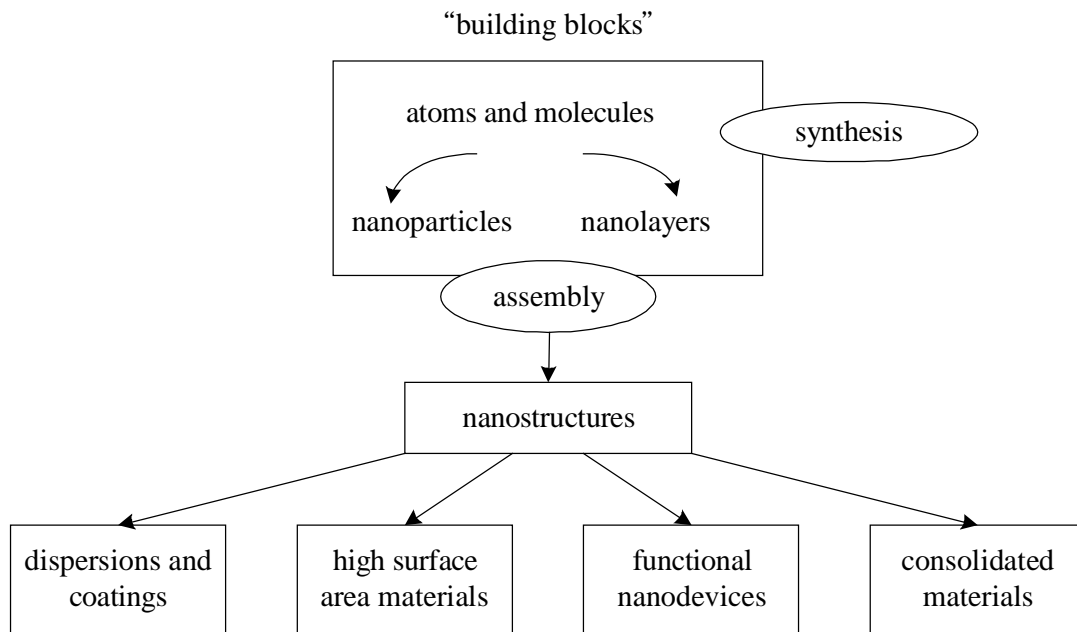 “building blocks”
atoms and molecules
synthesis
nanoparticles
nanolayers
assembly
nanostructures
dispersions and
coatings
high surface
area materials
functional
nanodevices
consolidated
materials